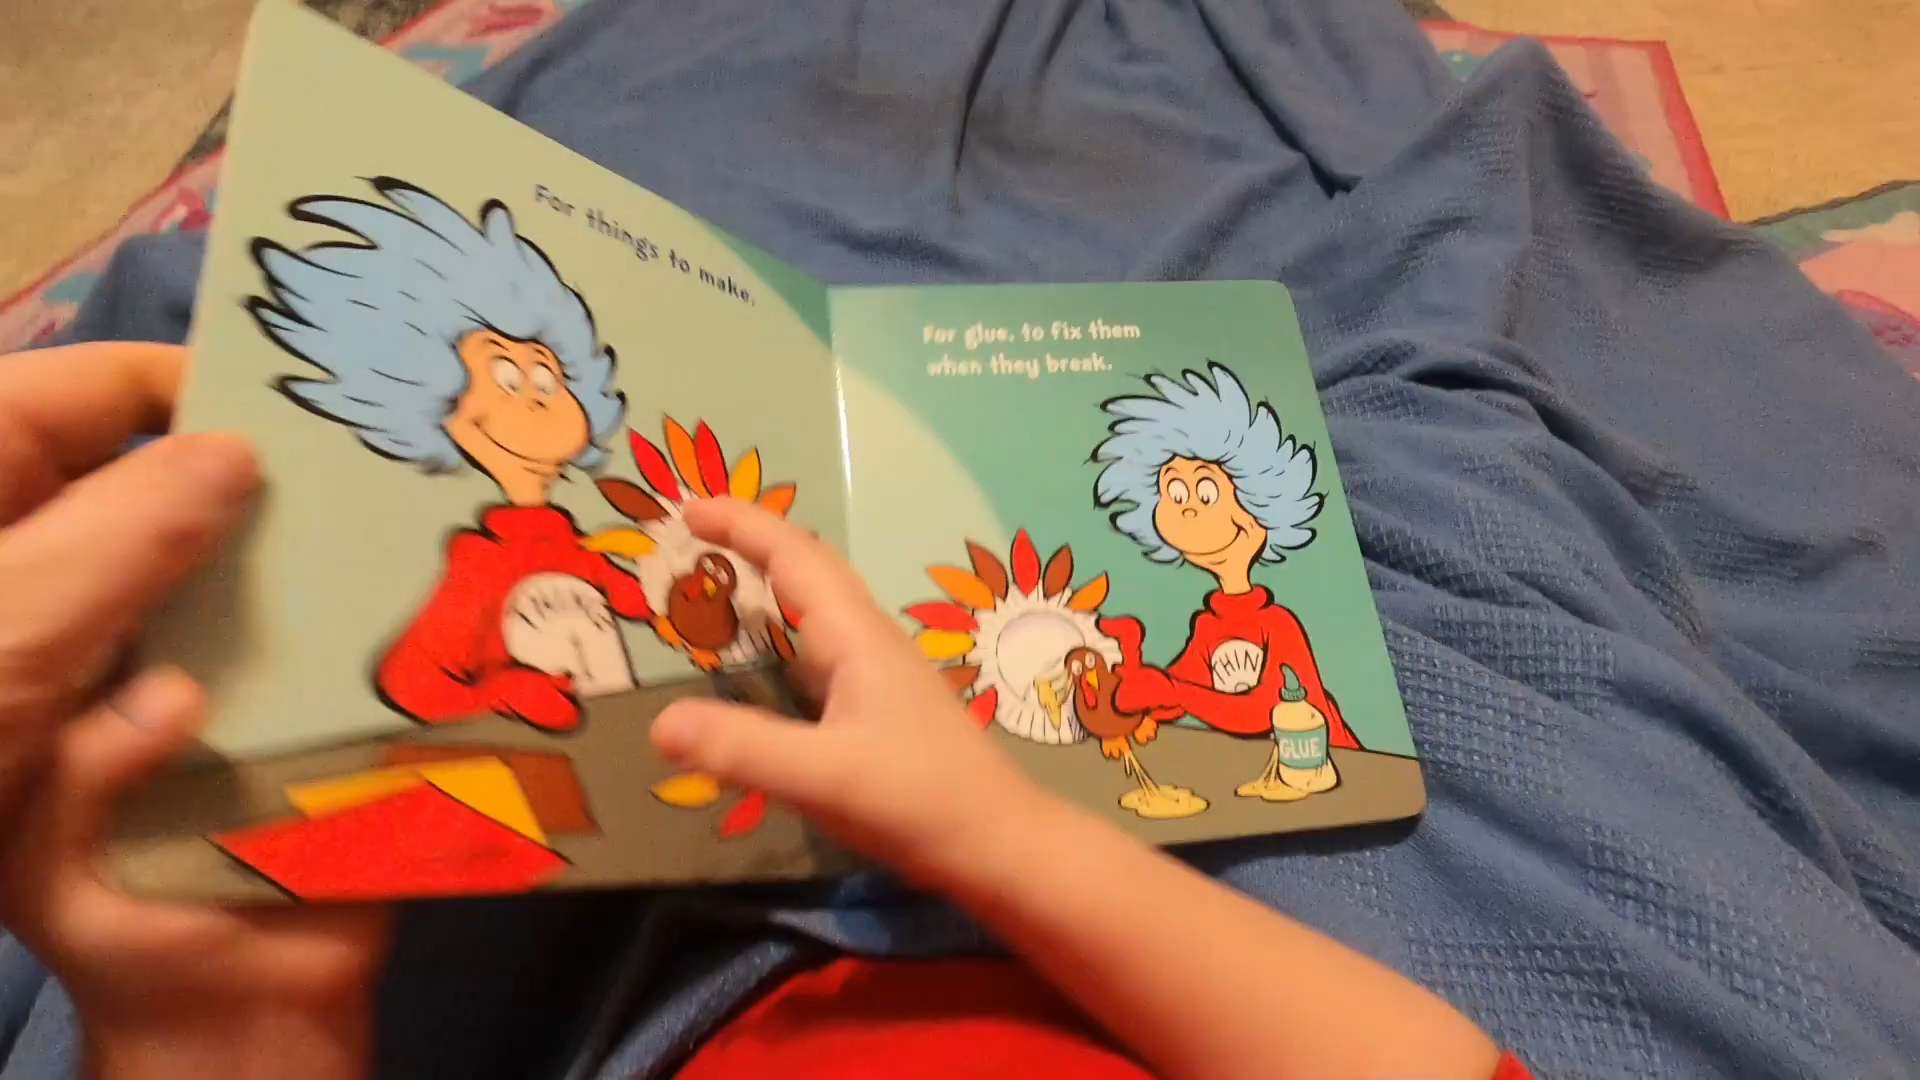 For things to make.
For glue, to fix them
when they break.
THIN
GLUE